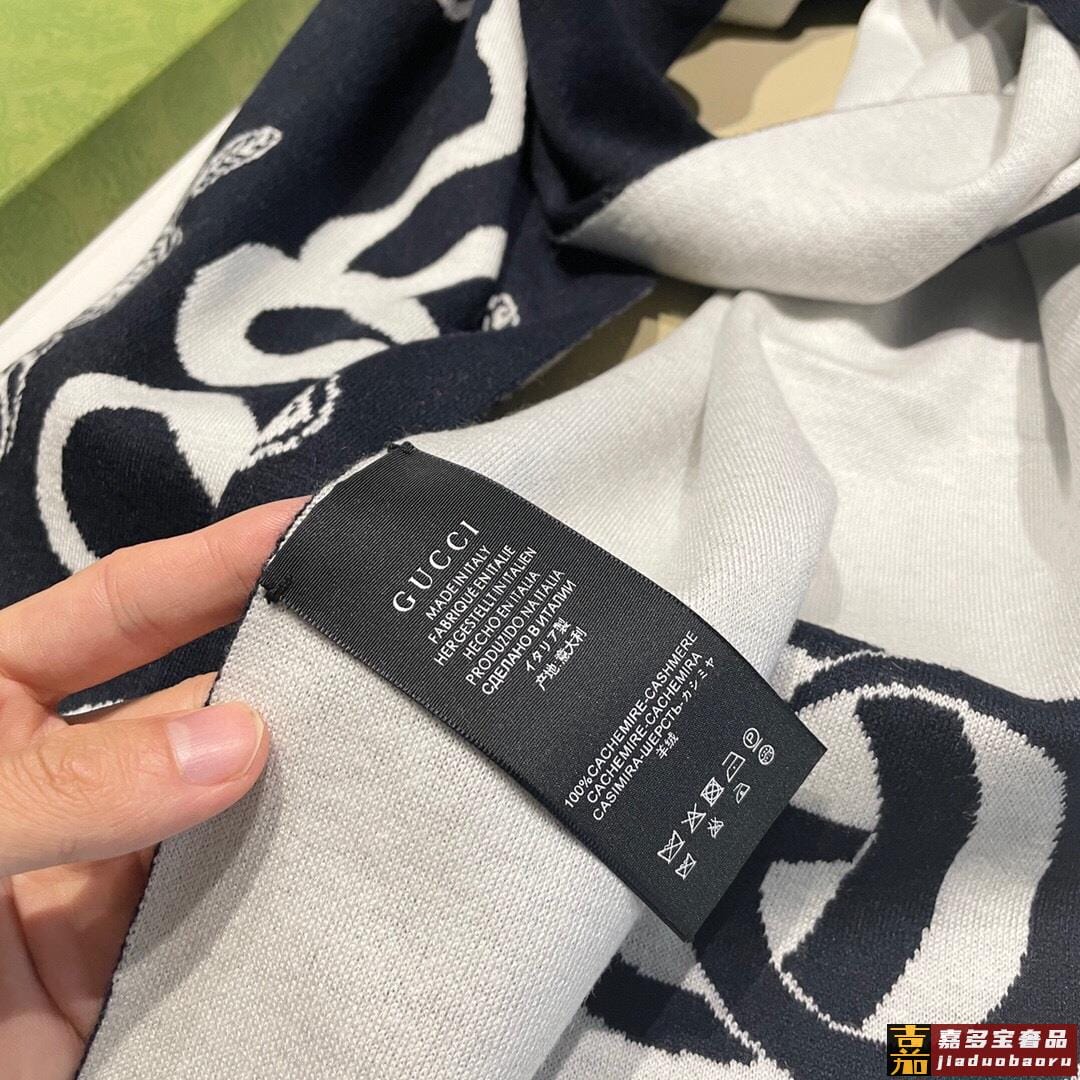 GUCCI
MADE IN ITALY
FABRIQUE EN ITALIE
HERGESTELLT IN ITALIEN
HECHO EN ITALIA
PRODUZIDO NA ITALIA
СДЕЛАНО В ИТАЛИИ
イタリア製
产地:意大利
100%CACHEMIRE-CASHMERE
CACHEMIRE-CACHEMIRA
CASIMIRA-ШЕРСТЬ-カシミヤ
羊绒
嘉多宝奢品
jiaduobaoru